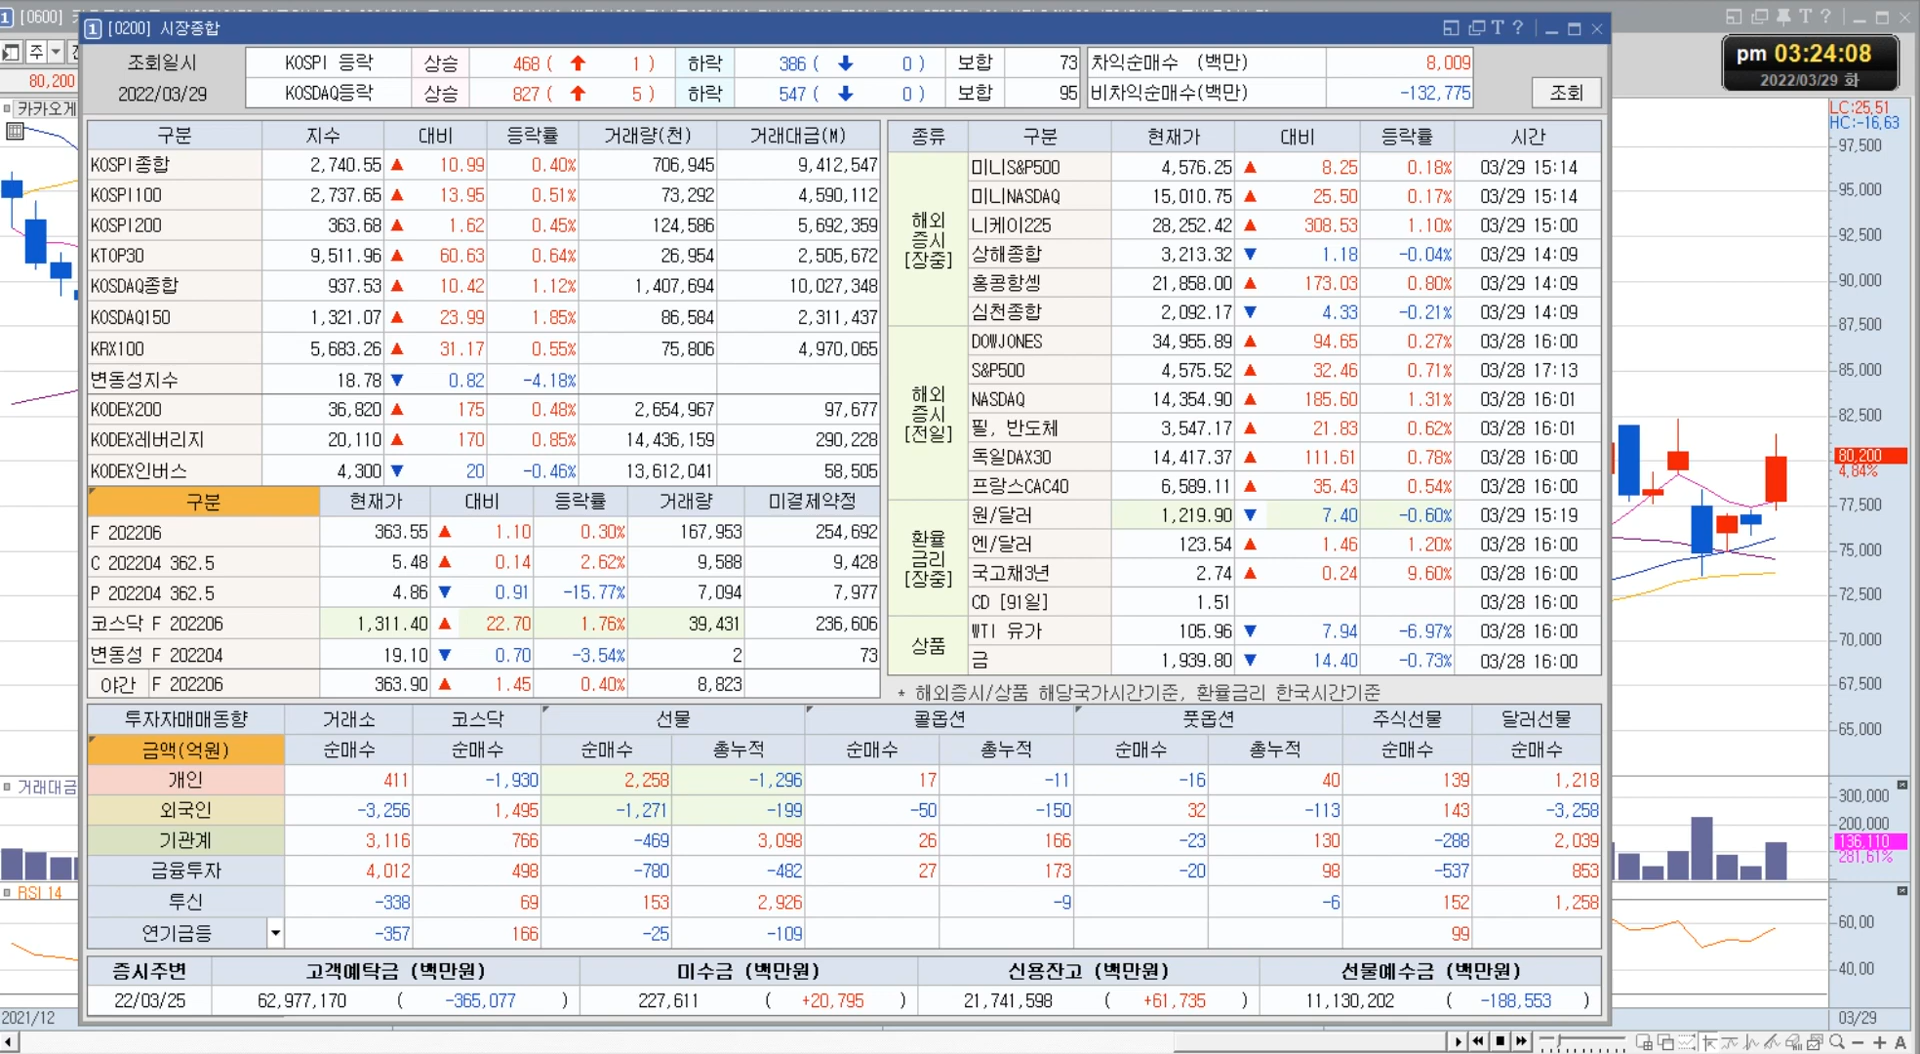 [0600]
[0200] 시장종합
pm 03:24:08
2022/03/29 화
조회일시 KOSPI 등락 상승 468 ( 1 ) 하락 386 ( 0 ) 보합 73 차익순매수 (백만) 8,009
2022/03/29 KOSDAQ등락 상승 827 ( 5 ) 하락 547 ( 0 ) 보합 95 비차익순매수(백만) -132,775 조회
주
80,200
카카오게
구분 지수 대비 등락률 거래량(천) 거래대금(M)
KOSPI종합 2,740.55 ▲ 10.99 0.40% 706,945 9,412,547
KOSPI100 2,737.65 ▲ 13.95 0.51% 73,292 4,590,112
KOSPI200 363.68 ▲ 1.62 0.45% 124,586 5,692,359
KTOP30 9,511.96 ▲ 60.63 0.64% 26,954 2,505,672
KOSDAQ종합 937.53 ▲ 10.42 1.12% 1,407,694 10,027,348
KOSDAQ150 1,321.07 ▲ 23.99 1.85% 86,584 2,311,437
KRX100 5,683.26 ▲ 31.17 0.55% 75,806 4,970,065
변동성지수 18.78 ▼ 0.82 -4.18%
KODEX200 36,820 ▲ 175 0.48% 2,654,967 97,677
KODEX레버리지 20,110 ▲ 170 0.85% 14,436,159 290,228
KODEX인버스 4,300 ▼ 20 -0.46% 13,612,041 58,505
구분 현재가 대비 등락률 거래량 미결제약정
F 202206 363.55 ▲ 1.10 0.30% 167,953 254,692
C 202204 362.5 5.48 ▲ 0.14 2.62% 9,588 9,428
P 202204 362.5 4.86 ▼ 0.91 -15.77% 7,094 7,977
코스닥 F 202206 1,311.40 ▲ 22.70 1.76% 39,431 236,606
변동성 F 202204 19.10 ▼ 0.70 -3.54% 2 73
야간 F 202206 363.90 ▲ 1.45 0.40% 8,823
종류 구분 현재가 대비 등락률 시간
해외
증시
[장중]
미니S&P500 4,576.25 ▲ 8.25 0.18% 03/29 15:14
미니NASDAQ 15,010.75 ▲ 25.50 0.17% 03/29 15:14
니케이225 28,252.42 ▲ 308.53 1.10% 03/29 15:00
상해종합 3,213.32 ▼ 1.18 -0.04% 03/29 14:09
홍콩항셍 21,858.00 ▲ 173.03 0.80% 03/29 14:09
심천종합 2,092.17 ▼ 4.33 -0.21% 03/29 14:09
해외
증시
[전일]
DOWJONES 34,955.89 ▲ 94.65 0.27% 03/28 16:00
S&P500 4,575.52 ▲ 32.46 0.71% 03/28 17:13
NASDAQ 14,354.90 ▲ 185.60 1.31% 03/28 16:01
필, 반도체 3,547.17 ▲ 21.83 0.62% 03/28 16:01
독일DAX30 14,417.37 ▲ 111.61 0.78% 03/28 16:00
프랑스CAC40 6,589.11 ▲ 35.43 0.54% 03/28 16:00
환율
금리
[장중]
원/달러 1,219.90 ▼ 7.40 -0.60% 03/29 15:19
엔/달러 123.54 ▲ 1.46 1.20% 03/28 16:00
국고채3년 2.74 ▲ 0.24 9.60% 03/28 16:00
CD [91일] 1.51 03/28 16:00
상품
WTI 유가 105.96 ▼ 7.94 -6.97% 03/28 16:00
금 1,939.80 ▼ 14.40 -0.73% 03/28 16:00
* 해외증시/상품 해당국가시간기준, 환율금리 한국시간기준
투자자매매동향 거래소 코스닥 선물 콜옵션 풋옵션 주식선물 달러선물
금액(억원) 순매수 순매수 순매수 총누적 순매수 총누적 순매수 총누적 순매수 순매수
개인 411 -1,930 2,258 -1,296 17 -11 -16 40 139 1,218
외국인 -3,256 1,495 -1,271 -199 -50 -150 32 -113 143 -3,258
기관계 3,116 766 -469 3,098 26 166 -23 130 -288 2,039
금융투자 4,012 498 -780 -482 27 173 -20 98 -537 853
투신 -338 69 153 2,926 -9 -6 152 1,258
연기금등 -357 166 -25 -109 99
증시주변 고객예탁금 (백만원) 미수금 (백만원) 신용잔고 (백만원) 선물예수금 (백만원)
22/03/25 62,977,170 ( -365,077 ) 227,611 ( +20,795 ) 21,741,598 ( +61,735 ) 11,130,202 ( -188,553 )
거래대금
RSI 14
2021/12
LC:25,51
HC:-16,63
97,500
95,000
92,500
90,000
87,500
85,000
82,500
80,200
4,84%
77,500
75,000
72,500
70,000
67,500
65,000
300,000
200,000
136,110
281,61%
60,00
40,00
03/29